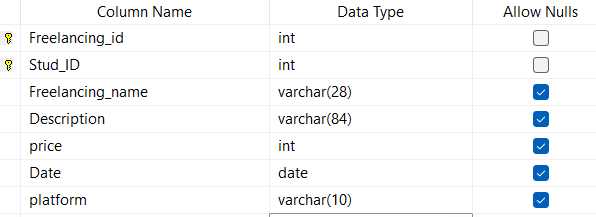 Column Name Data Type Allow Nulls
Freelancing_id int
Stud_ID int
Freelancing_name varchar(28)
Description varchar(84)
price int
Date date
platform varchar(10)